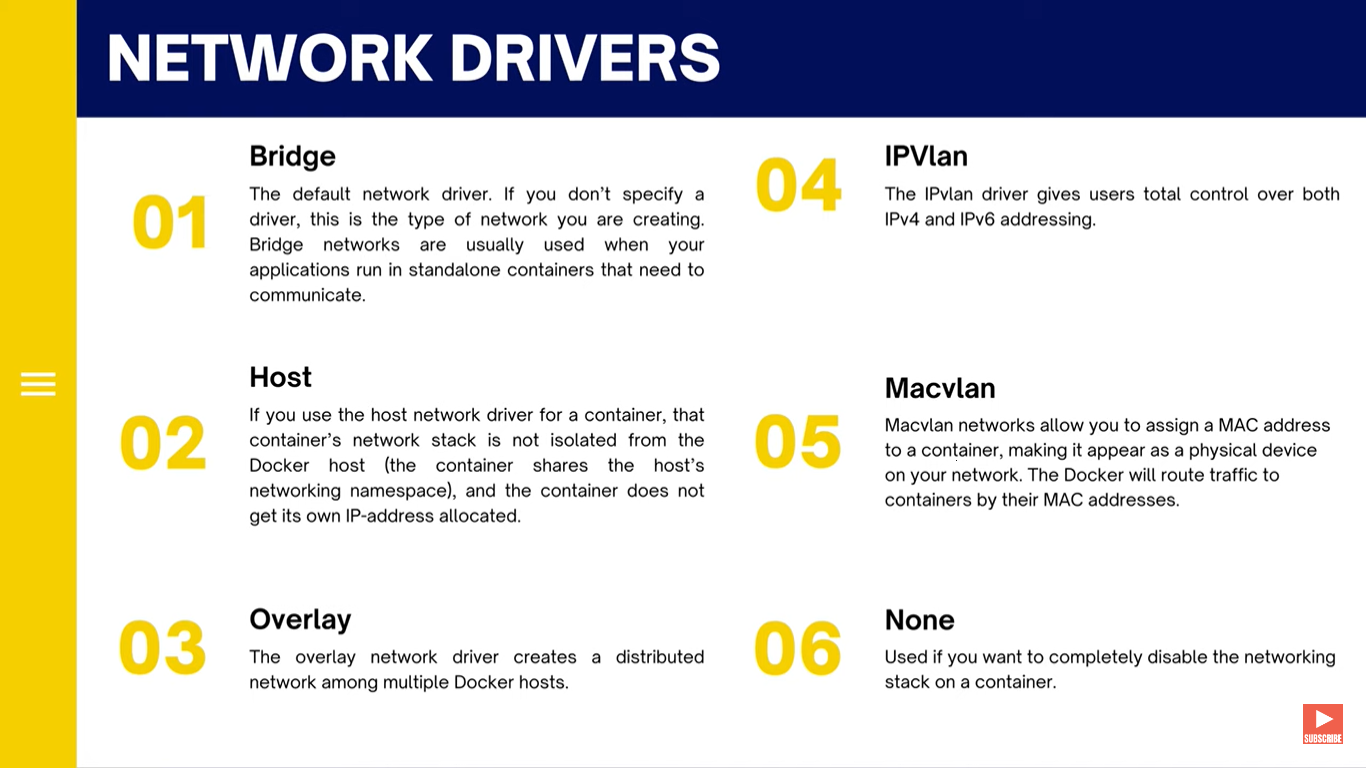 NETWORK DRIVERS
01
Bridge
The default network driver. If you don’t specify a
driver, this is the type of network you are creating.
Bridge networks are usually used when your
applications run in standalone containers that need to
communicate.
02
Host
If you use the host network driver for a container, that
container’s network stack is not isolated from the
Docker host (the container shares the host’s
networking namespace), and the container does not
get its own IP-address allocated.
03
Overlay
The overlay network driver creates a distributed
network among multiple Docker hosts.
04
IPVlan
The IPvlan driver gives users total control over both
IPv4 and IPv6 addressing.
05
Macvlan
Macvlan networks allow you to assign a MAC address
to a container, making it appear as a physical device
on your network. The Docker will route traffic to
containers by their MAC addresses.
06
None
Used if you want to completely disable the networking
stack on a container.
SUBSCRIBE